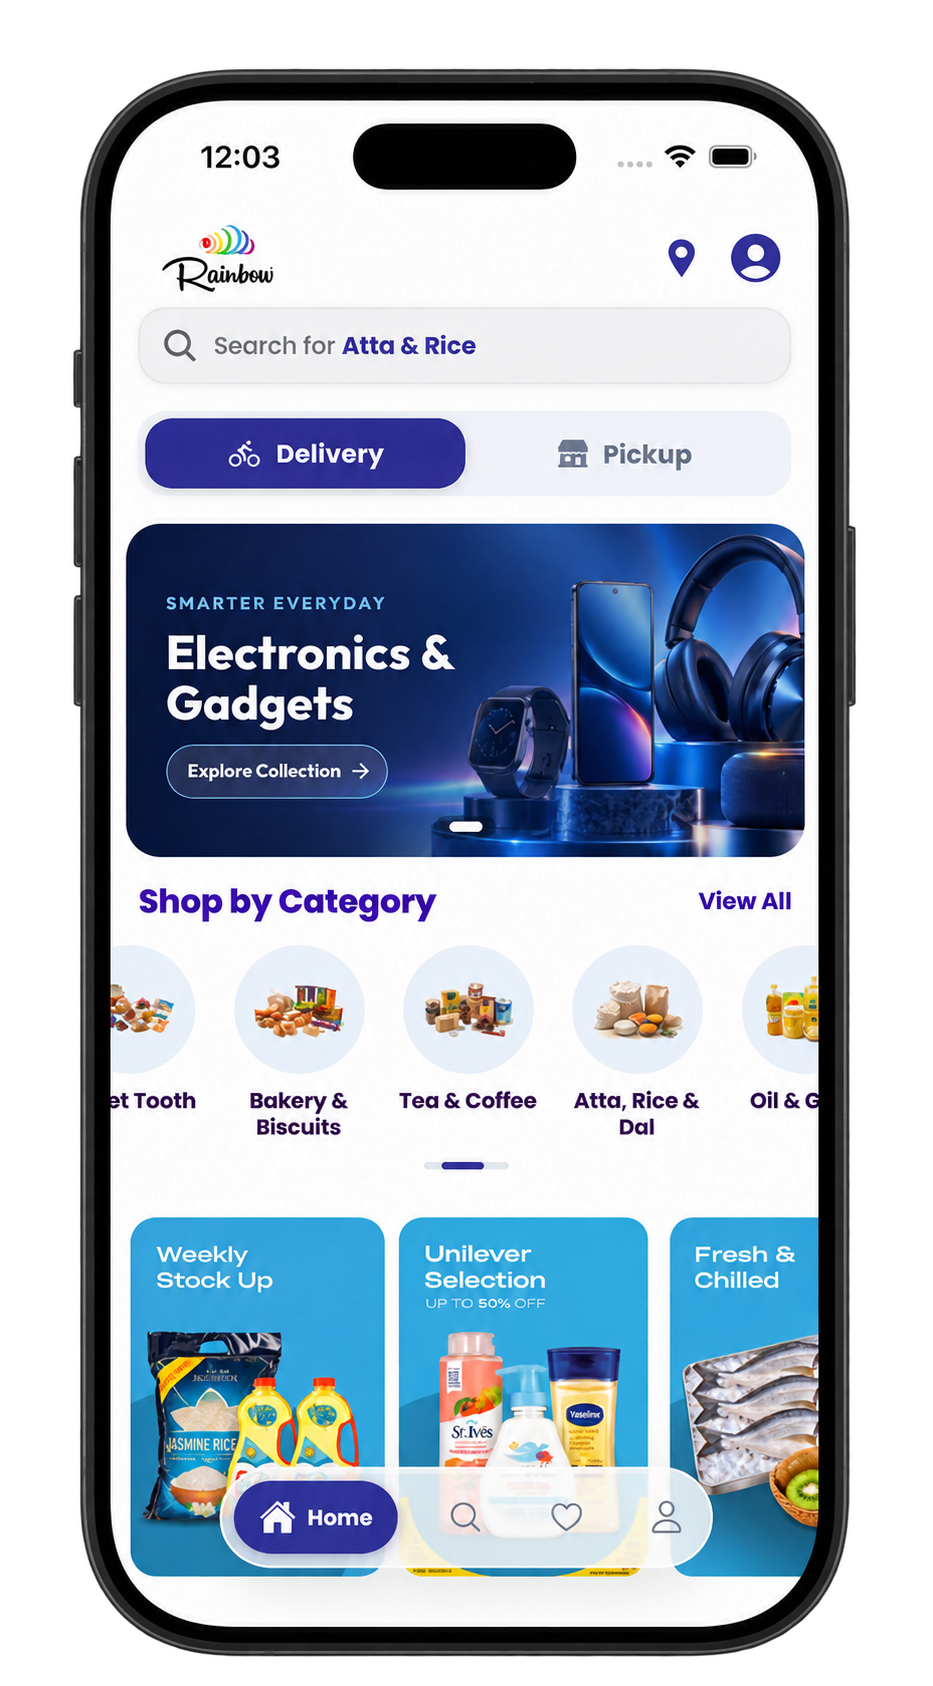 12:03
Rainbow
Search for Atta & Rice
Delivery
Pickup
SMARTER EVERYDAY
Electronics &
Gadgets
Explore Collection →
Shop by Category
View All
et Tooth
Bakery &
Biscuits
Tea & Coffee
Atta, Rice &
Dal
Oil & G
Weekly
Stock Up
Unilever
Selection
UP TO 50% OFF
Fresh &
Chilled
JASMINE RICE
St. Ives
Vaseline
Home